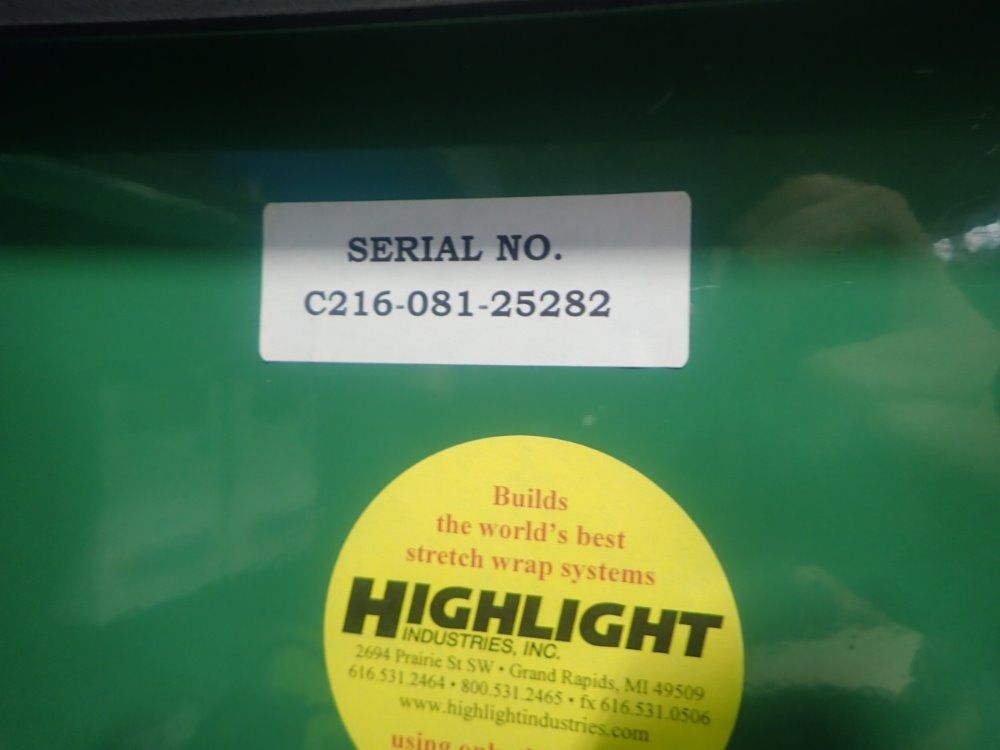 SERIAL NO.
C216-081-25282
Builds
the world's best
stretch wrap systems
HIGHLIGHT
INDUSTRIES, INC.
2694 Prairie St SW • Grand Rapids, MI 49509
616.531.2464 • 800.531.2465 • fx 616.531.0506
www.highlightindustries.com
using